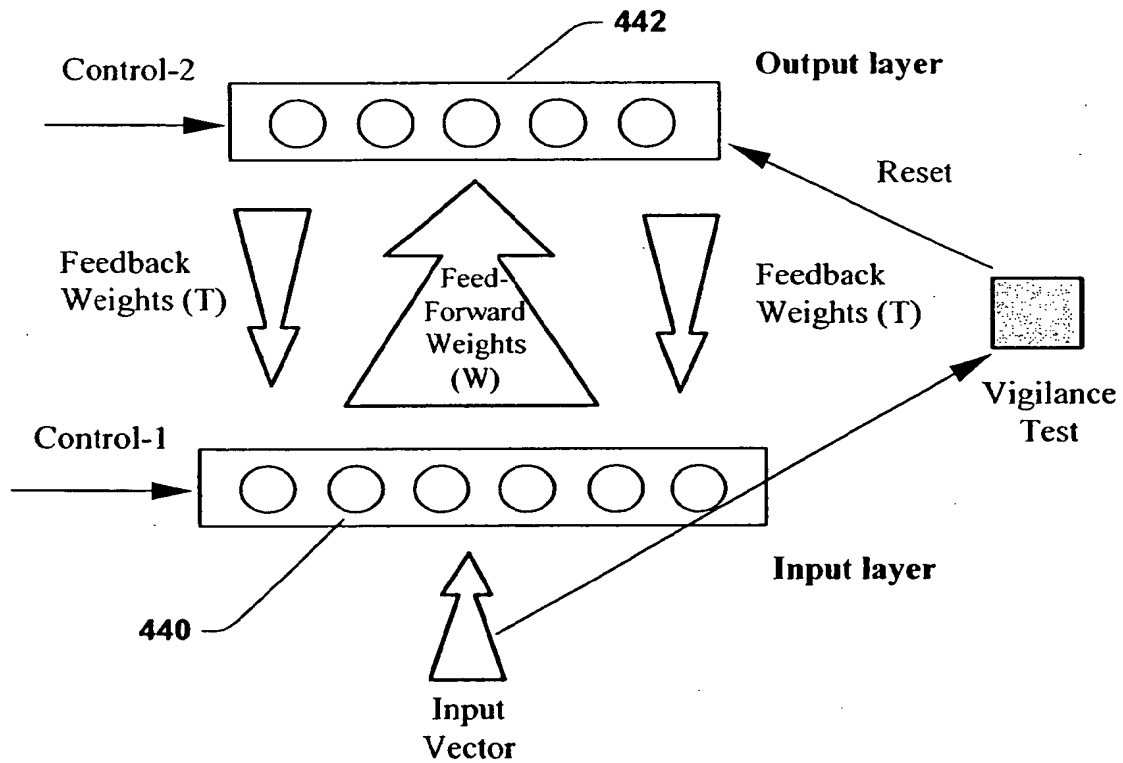 442
Control-2
Output layer
Reset
Feedback
Weights (T)
Feed-
Forward
Weights
(W)
Feedback
Weights (T)
Vigilance
Test
Control-1
Input layer
440
Input
Vector